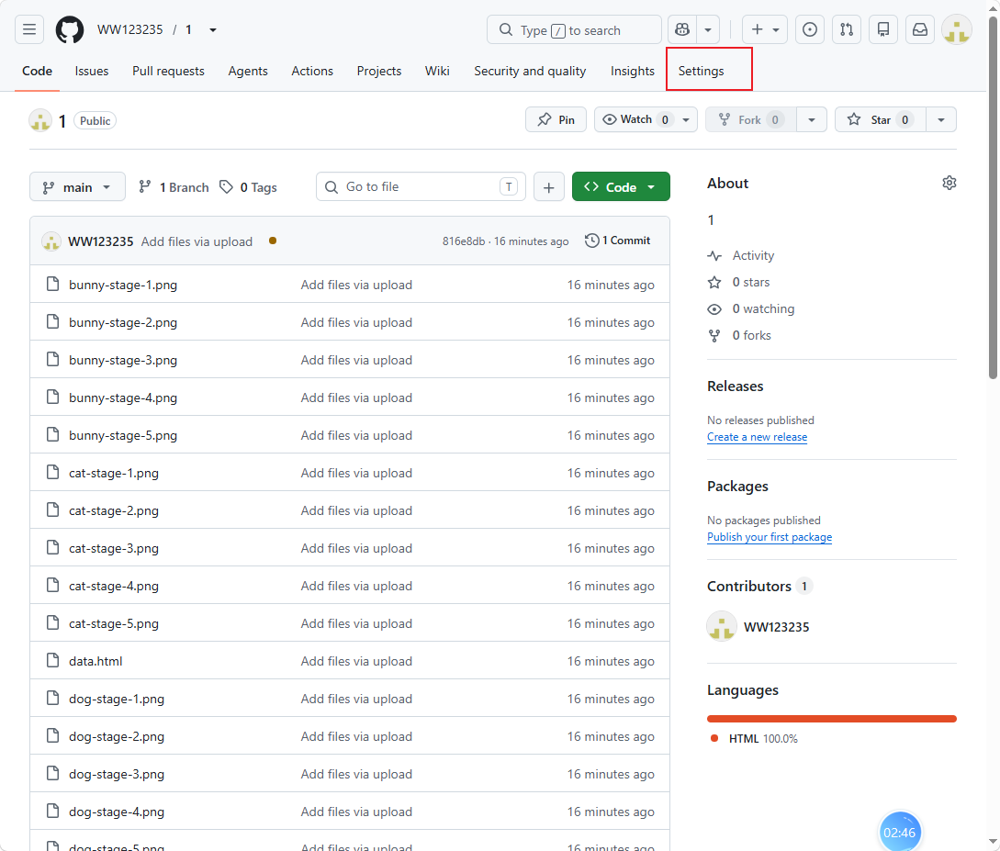 WW123235 / 1
Type / to search
Code Issues Pull requests Agents Actions Projects Wiki Security and quality Insights Settings
1 Public
Pin
Watch 0
Fork 0
Star 0
main
1 Branch
0 Tags
Go to file T
Code
WW123235 Add files via upload 816e8db · 16 minutes ago 1 Commit
bunny-stage-1.png Add files via upload 16 minutes ago
bunny-stage-2.png Add files via upload 16 minutes ago
bunny-stage-3.png Add files via upload 16 minutes ago
bunny-stage-4.png Add files via upload 16 minutes ago
bunny-stage-5.png Add files via upload 16 minutes ago
cat-stage-1.png Add files via upload 16 minutes ago
cat-stage-2.png Add files via upload 16 minutes ago
cat-stage-3.png Add files via upload 16 minutes ago
cat-stage-4.png Add files via upload 16 minutes ago
cat-stage-5.png Add files via upload 16 minutes ago
data.html Add files via upload 16 minutes ago
dog-stage-1.png Add files via upload 16 minutes ago
dog-stage-2.png Add files via upload 16 minutes ago
dog-stage-3.png Add files via upload 16 minutes ago
dog-stage-4.png Add files via upload 16 minutes ago
dog-stage-5.png Add files via upload 16 minutes ago
About
1
Activity
0 stars
0 watching
0 forks
Releases
No releases published
Create a new release
Packages
No packages published
Publish your first package
Contributors 1
WW123235
Languages
HTML 100.0%
02:46